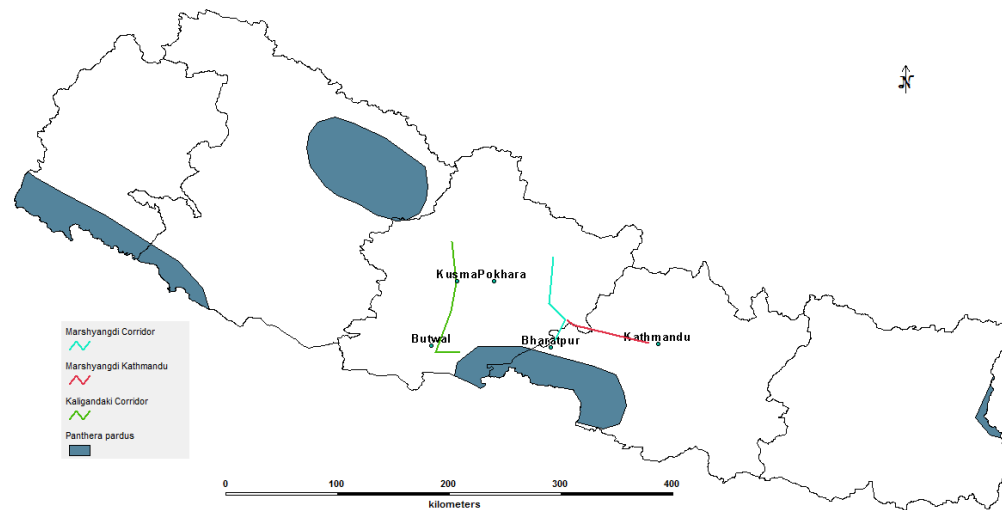 N
KusmaPokhara
Butwal
Bharatpur
Kathmandu
Marshyangdi Corridor
Marshyangdi Kathmandu
Kaligandaki Corridor
Panthera pardus
0 100 200 300 400
kilometers